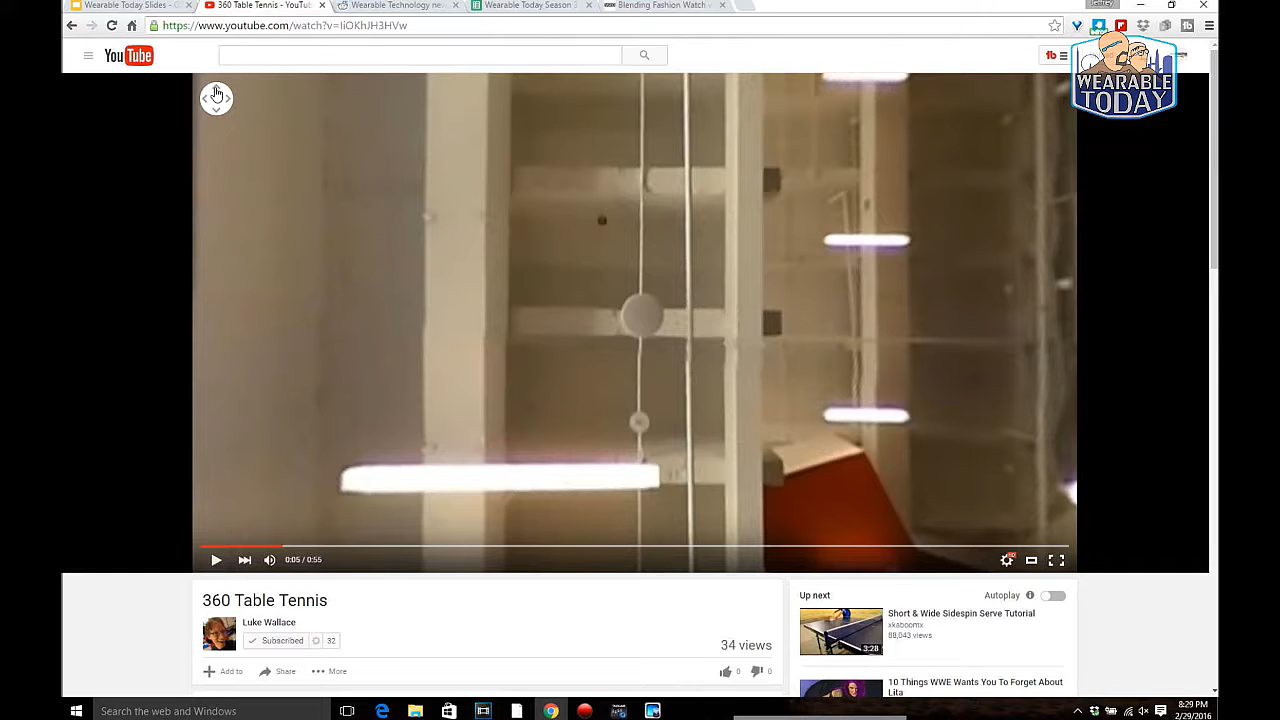 Wearable Today Slides - G
360 Table Tennis - YouTu
Wearable Technology ne
Wearable Today Season 3
Blending Fashion Watch w
https://www.youtube.com/watch?v=IiOKhJH3HVw
YouTube
WEARABLE
TODAY
0:05 / 0:55
360 Table Tennis
Luke Wallace
Subscribed 32
34 views
Add to Share More
0 0
Up next Autoplay
Short & Wide Sidespin Serve Tutorial
xkaboomx
88,043 views
3:28
10 Things WWE Wants You To Forget About
Lita
Search the web and Windows
8:29 PM
2/29/2016